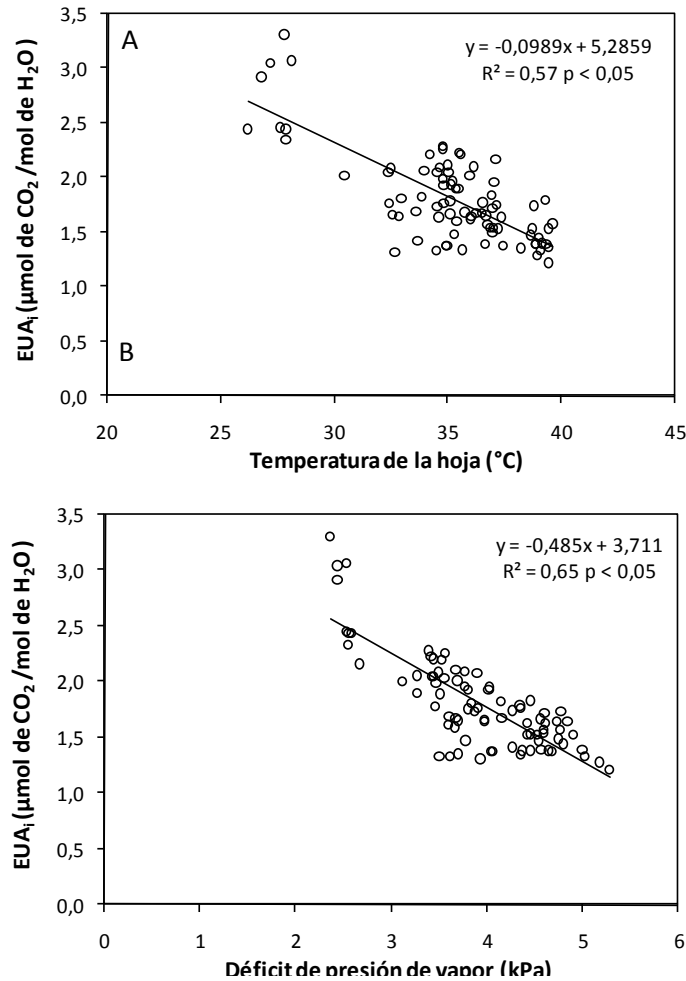 A
y = -0,0989x + 5,2859
R² = 0,57 p < 0,05
3,5
3,0
2,5
2,0
1,5
1,0
0,5
0,0
EUAᵢ (µmol de CO₂ /mol de H₂O)
B
20 25 30 35 40 45
Temperatura de la hoja (°C)
y = -0,485x + 3,711
R² = 0,65 p < 0,05
3,5
3,0
2,5
2,0
1,5
1,0
0,5
0,0
EUAᵢ (µmol de CO₂ /mol de H₂O)
0 1 2 3 4 5 6
Déficit de presión de vapor (kPa)